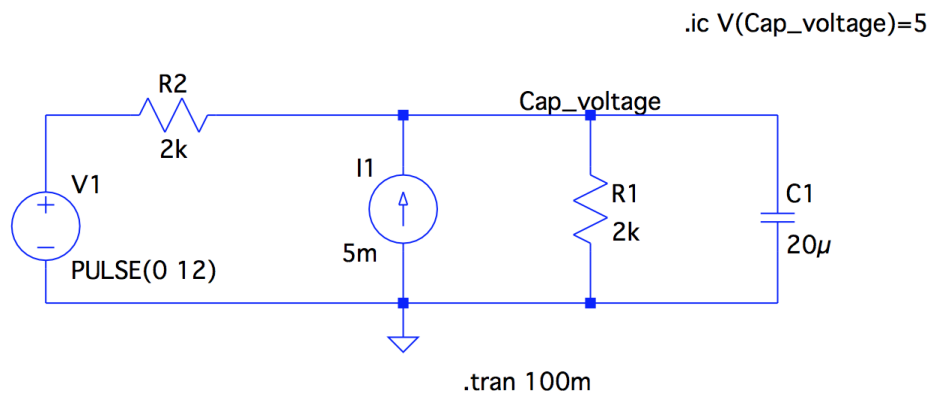 .ic V(Cap_voltage)=5
R2
2k
Cap_voltage
V1
PULSE(0 12)
I1
5m
R1
2k
C1
20µ
.tran 100m